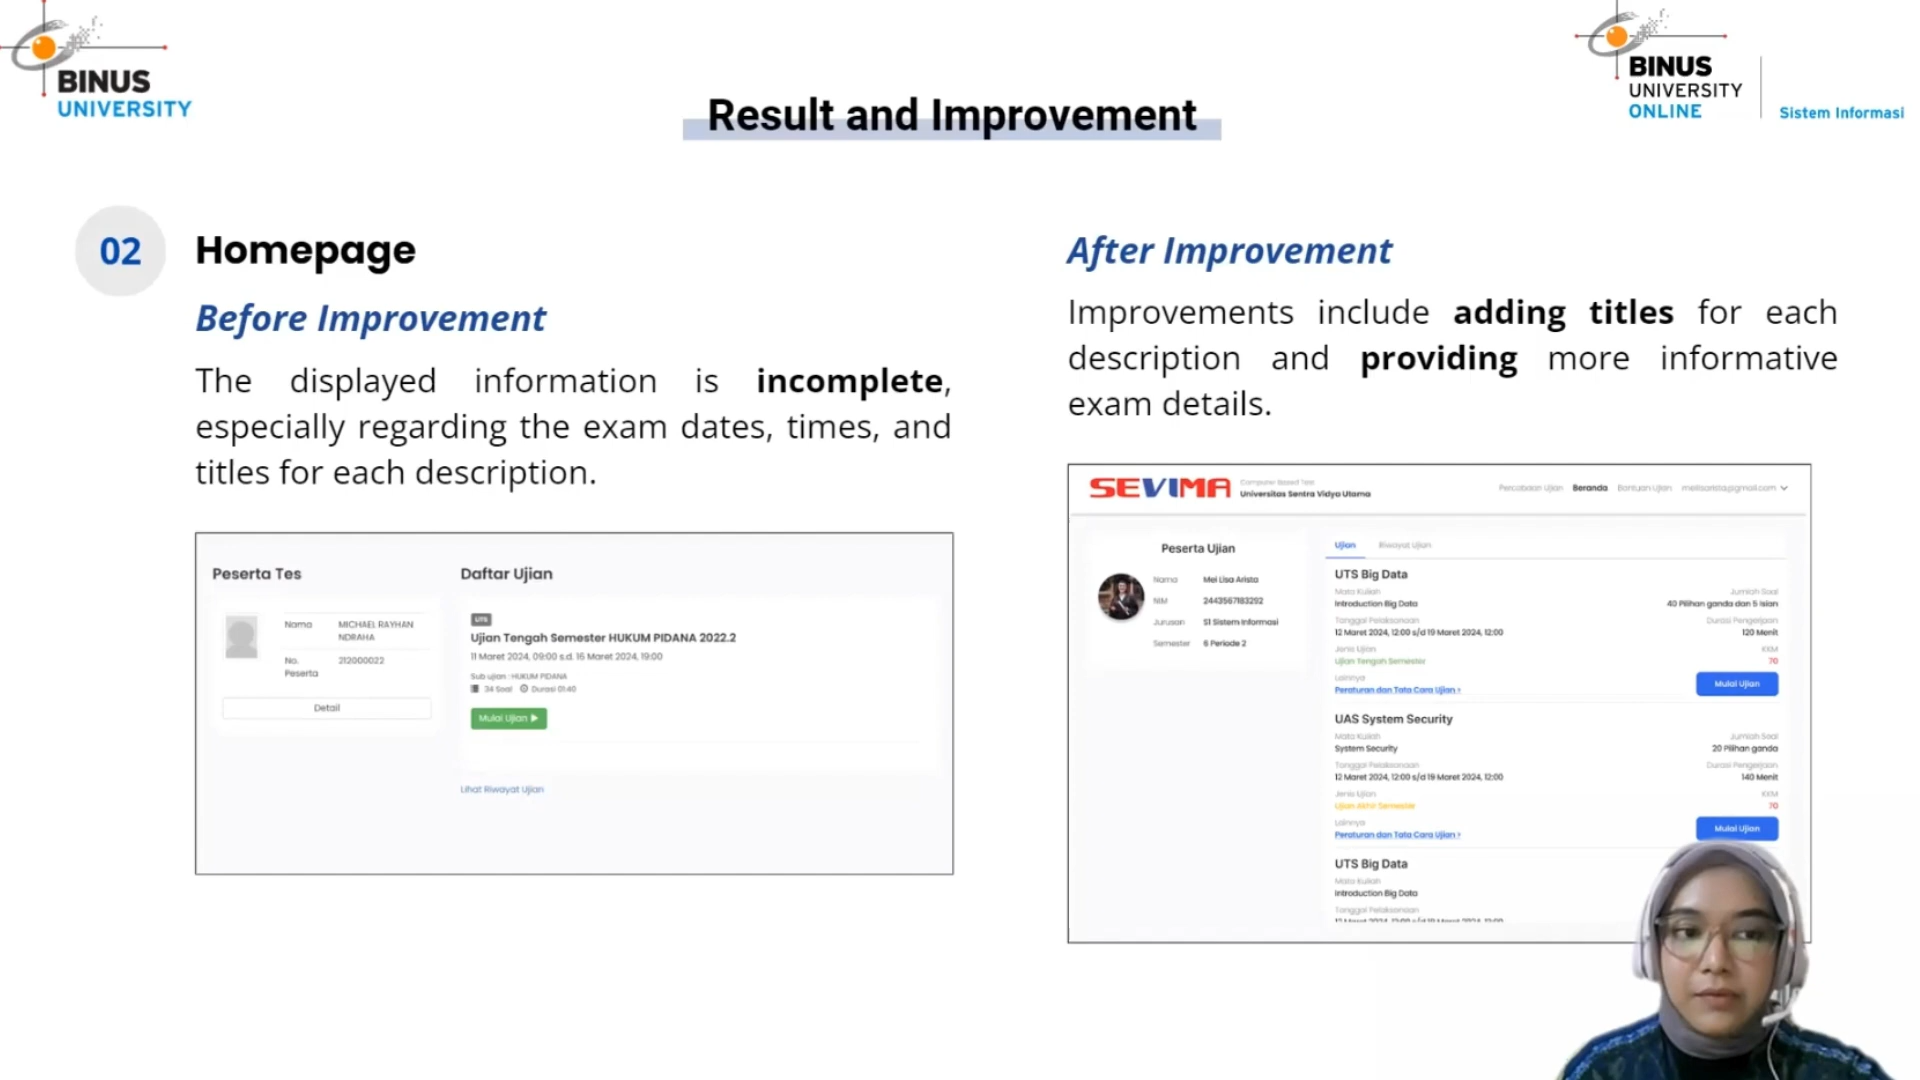 BINUS
UNIVERSITY
BINUS
UNIVERSITY
ONLINE
Sistem Informasi
Result and Improvement
02
Homepage
Before Improvement
The displayed information is incomplete,
especially regarding the exam dates, times, and
titles for each description.
Peserta Tes
Nama MICHAEL RAYHAN
NDRAHA
No. 212000022
Peserta
Detail
Daftar Ujian
UTS
Ujian Tengah Semester HUKUM PIDANA 2022.2
11 Maret 2024, 09:00 s.d. 16 Maret 2024, 19:00
Sub ujian : HUKUM PIDANA
34 Soal Durasi 01:40
Mulai Ujian
Lihat Riwayat Ujian
After Improvement
Improvements include adding titles for each
description and providing more informative
exam details.
SEVIMA
Computer Based Test
Universitas Sentra Vidya Utama
Percobaan Ujian Beranda Bantuan Ujian melisarista@gmail.com
Peserta Ujian
Nama Mei Lisa Arista
NIM 2443567183292
Jurusan S1 Sistem Informasi
Semester 6 Periode 2
Ujian Riwayat Ujian
UTS Big Data
Mata Kuliah Jumlah Soal
Introduction Big Data 40 Pilihan ganda dan 5 Isian
Tanggal Pelaksanaan Durasi Pengerjaan
12 Maret 2024, 12:00 s/d 19 Maret 2024, 12:00 120 Menit
Jenis Ujian KKM
Ujian Tengah Semester 70
Lainnya
Peraturan dan Tata Cara Ujian >
Mulai Ujian
UAS System Security
Mata Kuliah Jumlah Soal
System Security 20 Pilihan ganda
Tanggal Pelaksanaan Durasi Pengerjaan
12 Maret 2024, 12:00 s/d 19 Maret 2024, 12:00 140 Menit
Jenis Ujian KKM
Ujian Akhir Semester 70
Lainnya
Peraturan dan Tata Cara Ujian >
Mulai Ujian
UTS Big Data
Mata Kuliah
Introduction Big Data
Tanggal Pelaksanaan
12 Maret 2024, 12:00 s/d 19 Maret 2024, 12:00